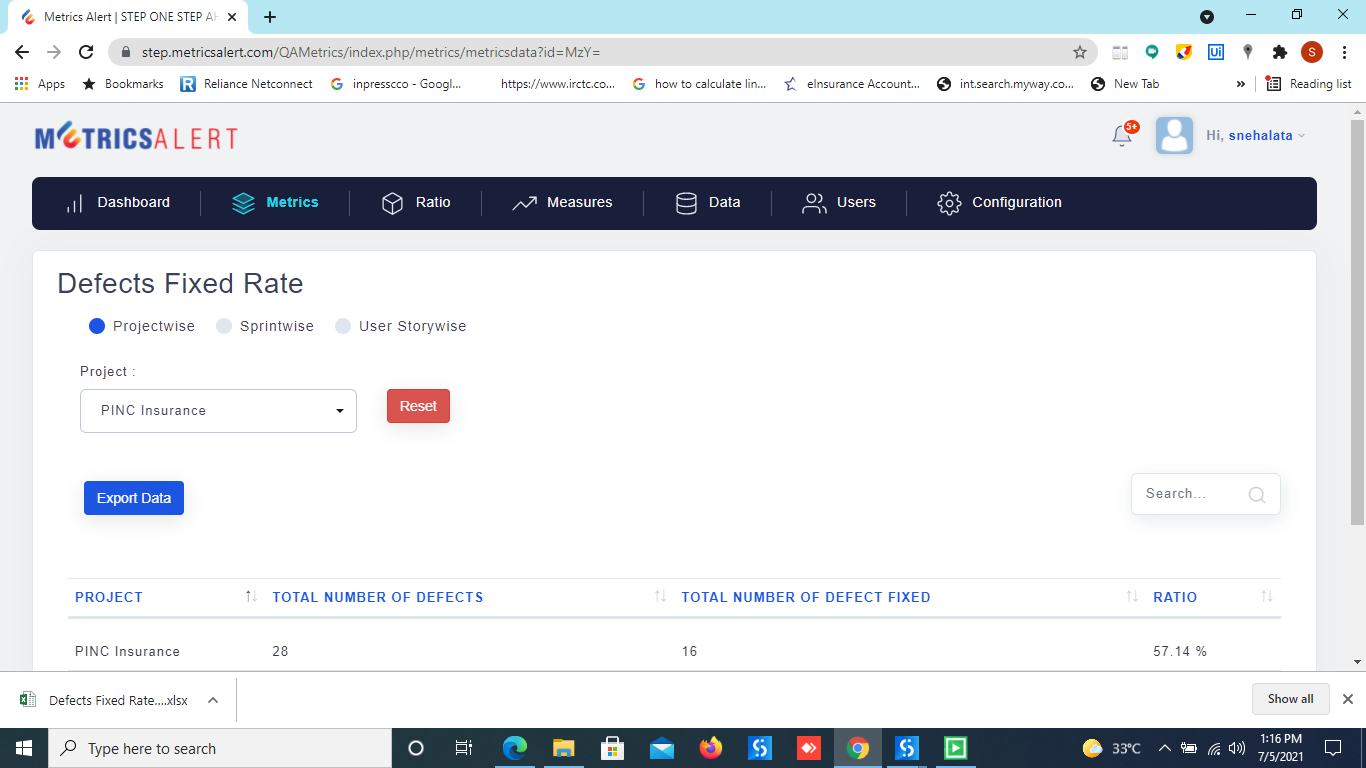 Metrics Alert | STEP ONE STEP AH
step.metricsalert.com/QAMetrics/index.php/metrics/metricsdata?id=MzY=
S
Apps Bookmarks Reliance Netconnect inpresscco - Googl... https://www.irctc.co... how to calculate lin... eInsurance Account... int.search.myway.co... New Tab » Reading list
METRICSALERT
5+
Hi, snehalata
Dashboard Metrics Ratio Measures Data Users Configuration
Defects Fixed Rate
Projectwise Sprintwise User Storywise
Project :
PINC Insurance Reset
Export Data Search...
PROJECT TOTAL NUMBER OF DEFECTS TOTAL NUMBER OF DEFECT FIXED RATIO
PINC Insurance 28 16 57.14 %
Defects Fixed Rate....xlsx Show all
Type here to search 33°C 1:16 PM
7/5/2021